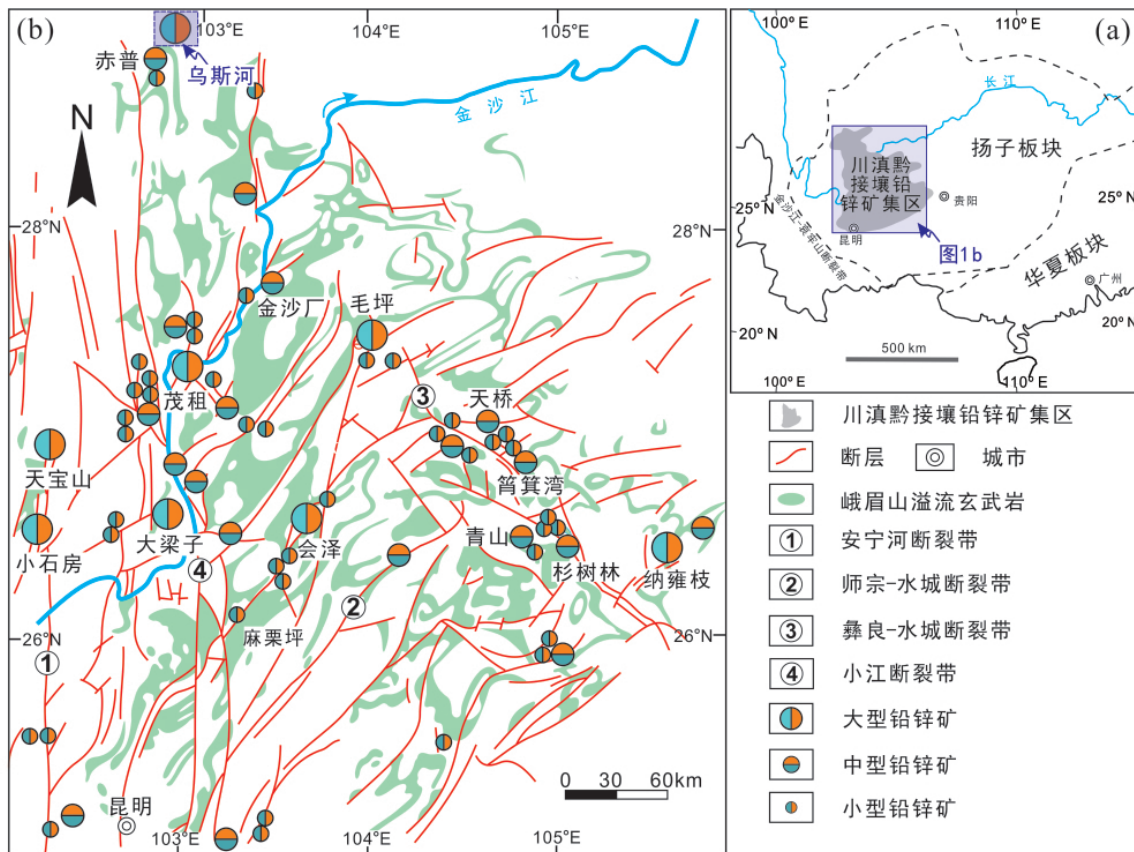 (b)
103°E
104°E
105°E
赤普
乌斯河
金沙江
N
28°N
28°N
金沙厂
毛坪
茂租
③
天桥
天宝山
筲箕湾
小石房
大梁子
会泽
青山
杉树林
纳雍枝
④
②
麻栗坪
26°N
26°N
①
昆明
0 30 60km
103°E
104°E
105°E
(a)
100°E
110°E
长江
扬子板块
川滇黔
接壤铅
锌矿集区
贵阳
25°N
25°N
昆明
金沙江-哀牢山断裂带
图1b
华夏板块
广州
20°N
20°N
500 km
100°E
110°E
川滇黔接壤铅锌矿集区
断层
城市
峨眉山溢流玄武岩
① 安宁河断裂带
② 师宗-水城断裂带
③ 彝良-水城断裂带
④ 小江断裂带
大型铅锌矿
中型铅锌矿
小型铅锌矿